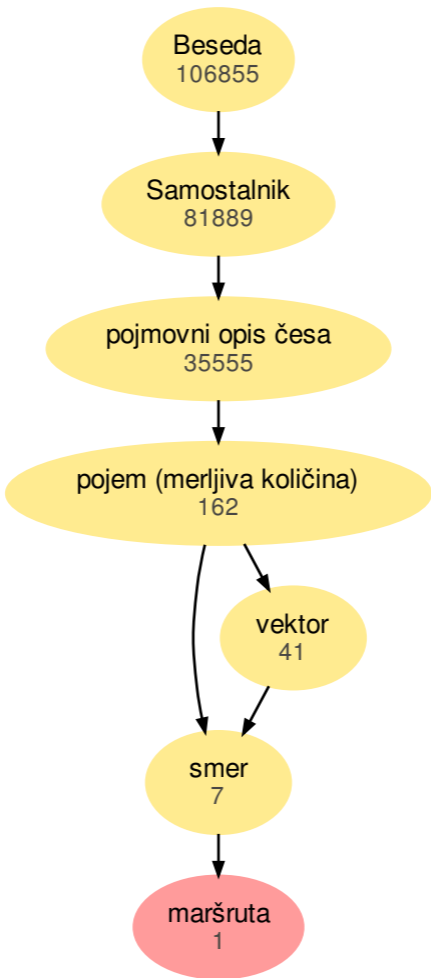 Beseda
106855
Samostalnik
81889
pojmovni opis česa
35555
pojem (merljiva količina)
162
vektor
41
smer
7
maršruta
1